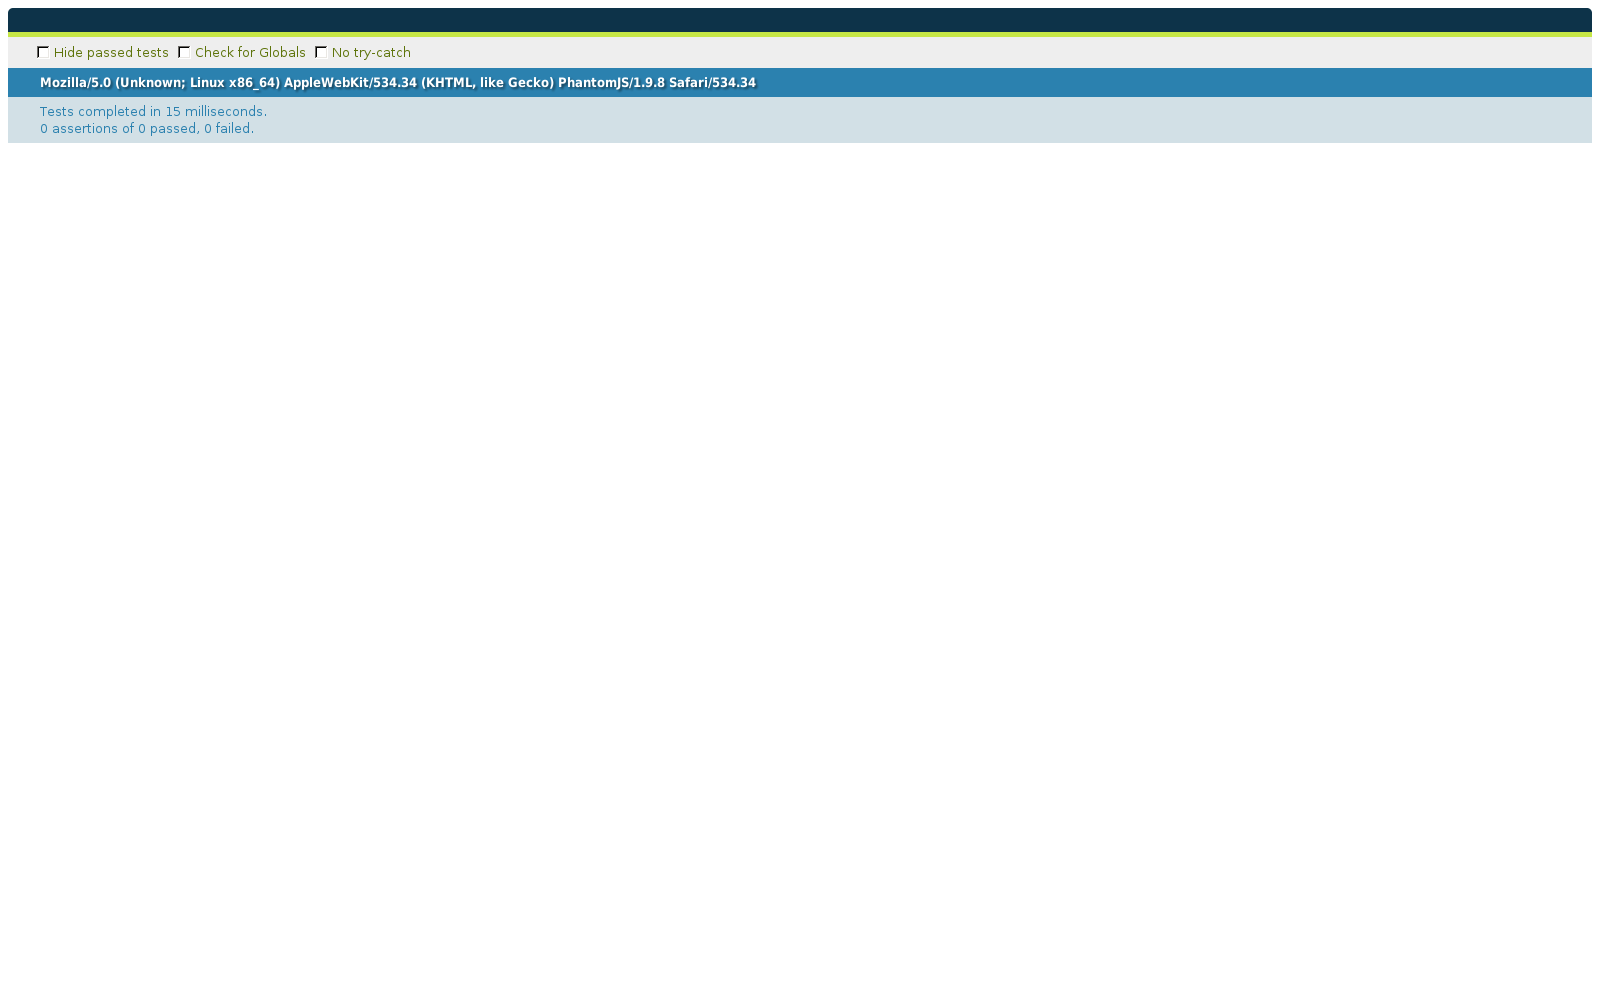 Hide passed tests Check for Globals No try-catch
Mozilla/5.0 (Unknown; Linux x86_64) AppleWebKit/534.34 (KHTML, like Gecko) PhantomJS/1.9.8 Safari/534.34
Tests completed in 15 milliseconds.
0 assertions of 0 passed, 0 failed.